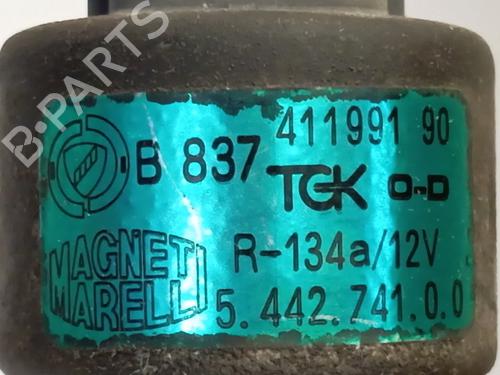 B-PARTS
B 837
411991 90
TGK O-D
MAGNETI
MARELLI
R-134a/12V
5.442.741.0.0